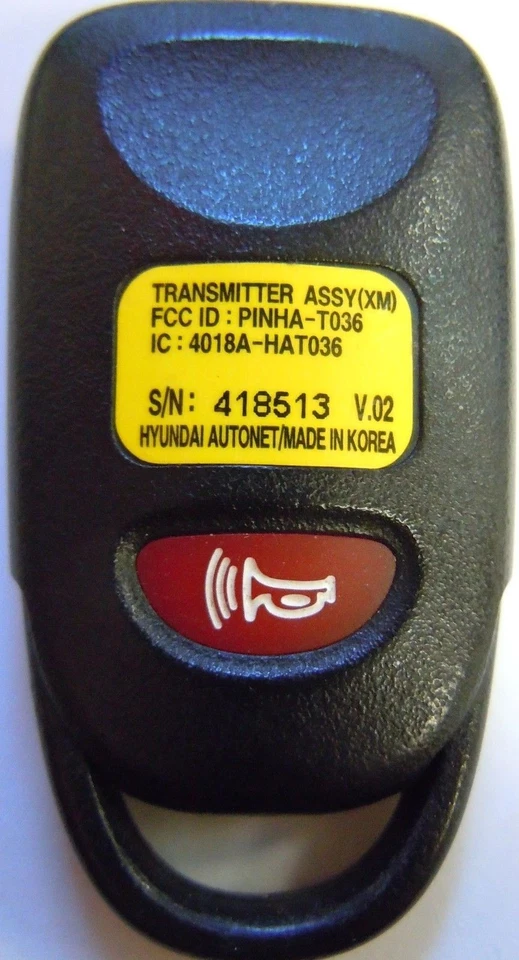 TRANSMITTER ASSY(XM)
FCC ID : PINHA-T036
IC : 4018A-HAT036
S/N: 418513 V.02
HYUNDAI AUTONET/MADE IN KOREA